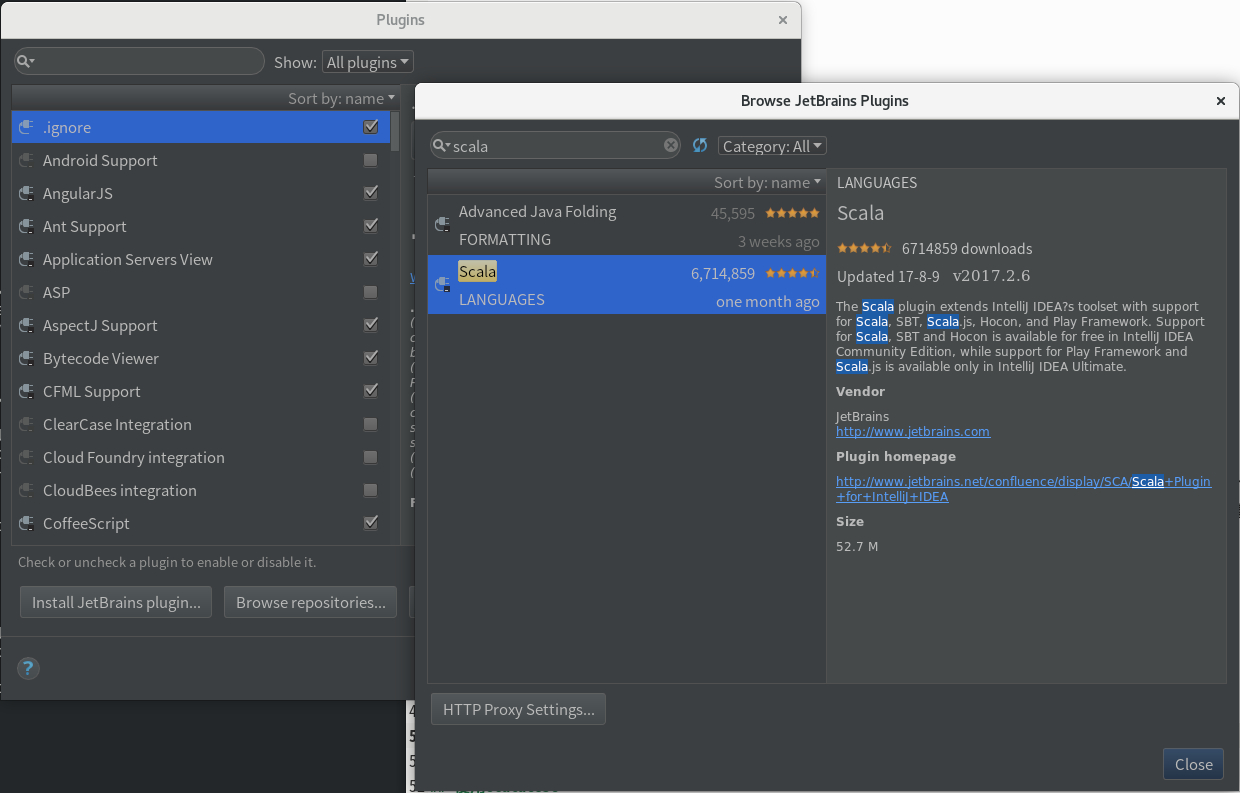 Plugins
Show: All plugins
Sort by: name
.ignore
Android Support
AngularJS
Ant Support
Application Servers View
ASP
AspectJ Support
Bytecode Viewer
CFML Support
ClearCase Integration
Cloud Foundry integration
CloudBees integration
CoffeeScript
Check or uncheck a plugin to enable or disable it.
Install JetBrains plugin...
Browse repositories...
?
Browse JetBrains Plugins
scala
Category: All
Sort by: name
Advanced Java Folding 45,595
FORMATTING 3 weeks ago
Scala 6,714,859
LANGUAGES one month ago
LANGUAGES
Scala
6714859 downloads
Updated 17-8-9 v2017.2.6
The Scala plugin extends IntelliJ IDEA?s toolset with support
for Scala, SBT, Scala.js, Hocon, and Play Framework. Support
for Scala, SBT and Hocon is available for free in IntelliJ IDEA
Community Edition, while support for Play Framework and
Scala.js is available only in IntelliJ IDEA Ultimate.
Vendor
JetBrains
http://www.jetbrains.com
Plugin homepage
http://www.jetbrains.net/confluence/display/SCA/Scala+Plugin
+for+IntelliJ+IDEA
Size
52.7 M
HTTP Proxy Settings...
Close